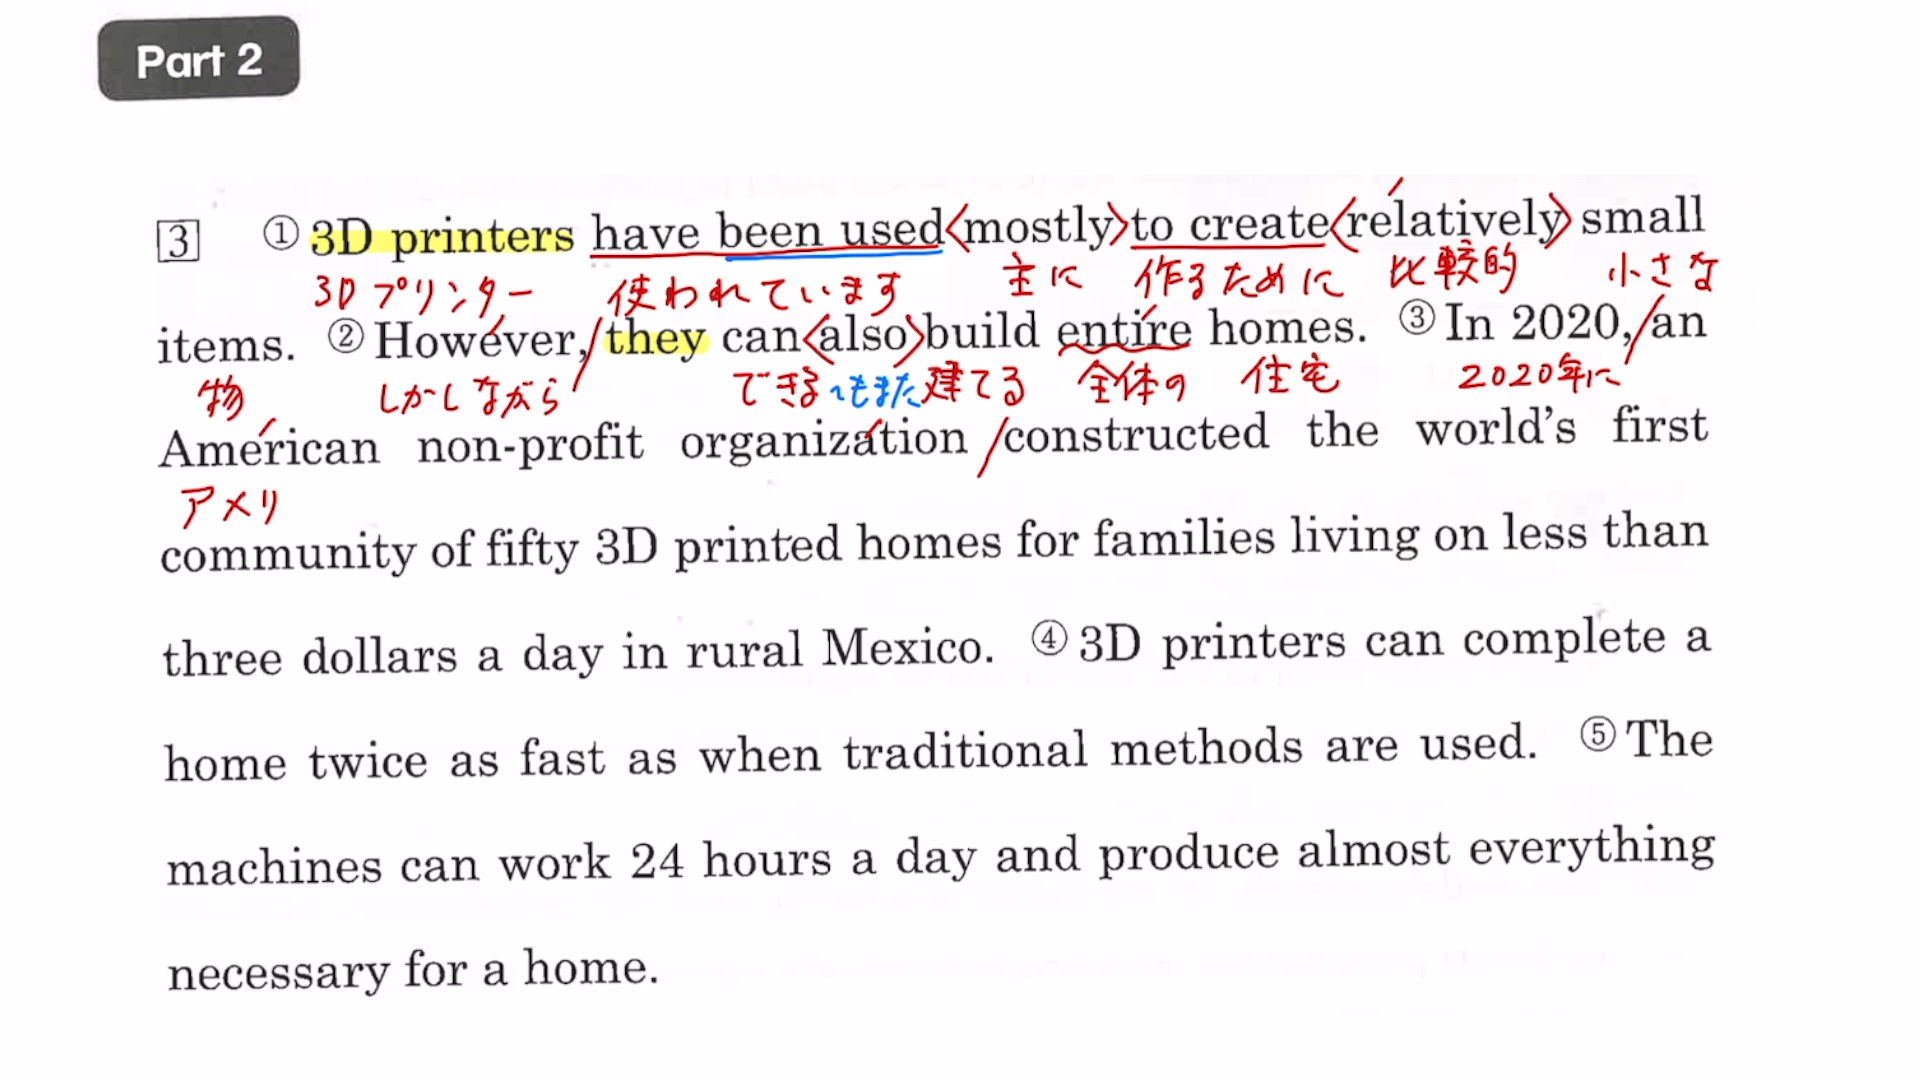 Part 2
3 ① 3D printers have been used <mostly> to create <relatively> small
3D プリンター 使われています 主に 作るために 比較的 小さな
items. ② However, / they can <also> build entire homes. ③ In 2020, / an
物 しかしながら できる 〜もまた 建てる 全体の 住宅 2020年に
American non-profit organization / constructed the world's first
アメリ
community of fifty 3D printed homes for families living on less than
three dollars a day in rural Mexico. ④ 3D printers can complete a
home twice as fast as when traditional methods are used. ⑤ The
machines can work 24 hours a day and produce almost everything
necessary for a home.